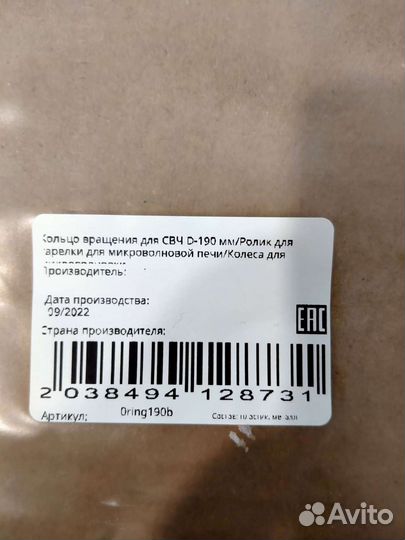 Кольцо вращения для СВЧ D-190 мм/Ролик для
тарелки для микроволновой печи/Колеса для
Производитель:
Дата производства:
09/2022
EAC
Страна производителя:
2 038494 128731
Артикул: 0ring190b Состав:
Avito